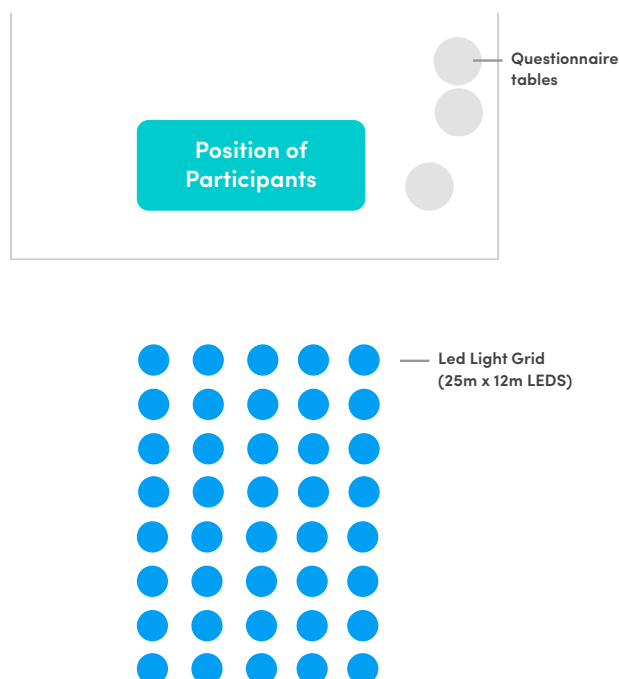 Questionnaire
tables
Position of
Participants
Led Light Grid
(25m x 12m LEDS)